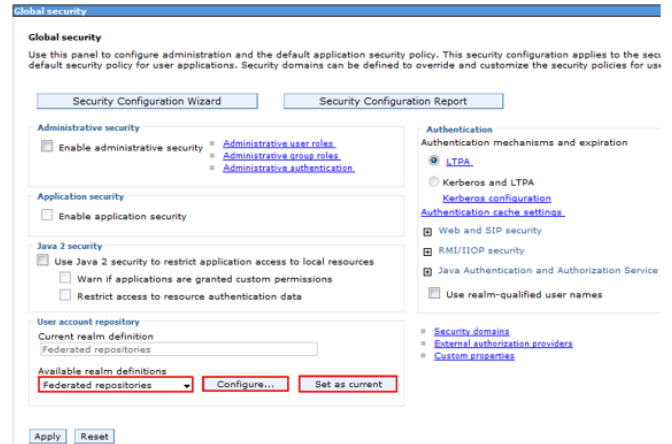 Global security
Global security
Use this panel to configure administration and the default application security policy. This security configuration applies to the secu
default security policy for user applications. Security domains can be defined to override and customize the security policies for use
Security Configuration Wizard
Security Configuration Report
Administrative security
Enable administrative security
Administrative user roles
Administrative group roles
Administrative authentication
Application security
Enable application security
Java 2 security
Use Java 2 security to restrict application access to local resources
Warn if applications are granted custom permissions
Restrict access to resource authentication data
User account repository
Current realm definition
Federated repositories
Available realm definitions
Federated repositories
Configure...
Set as current
Apply
Reset
Authentication
Authentication mechanisms and expiration
LTPA
Kerberos and LTPA
Kerberos configuration
Authentication cache settings
Web and SIP security
RMI/IIOP security
Java Authentication and Authorization Service
Use realm-qualified user names
Security domains
External authorization providers
Custom properties